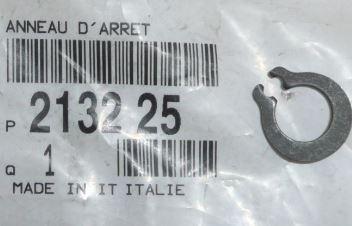 ANNEAU D'ARRET
P 2132 25
Q 1
MADE IN IT ITALIE